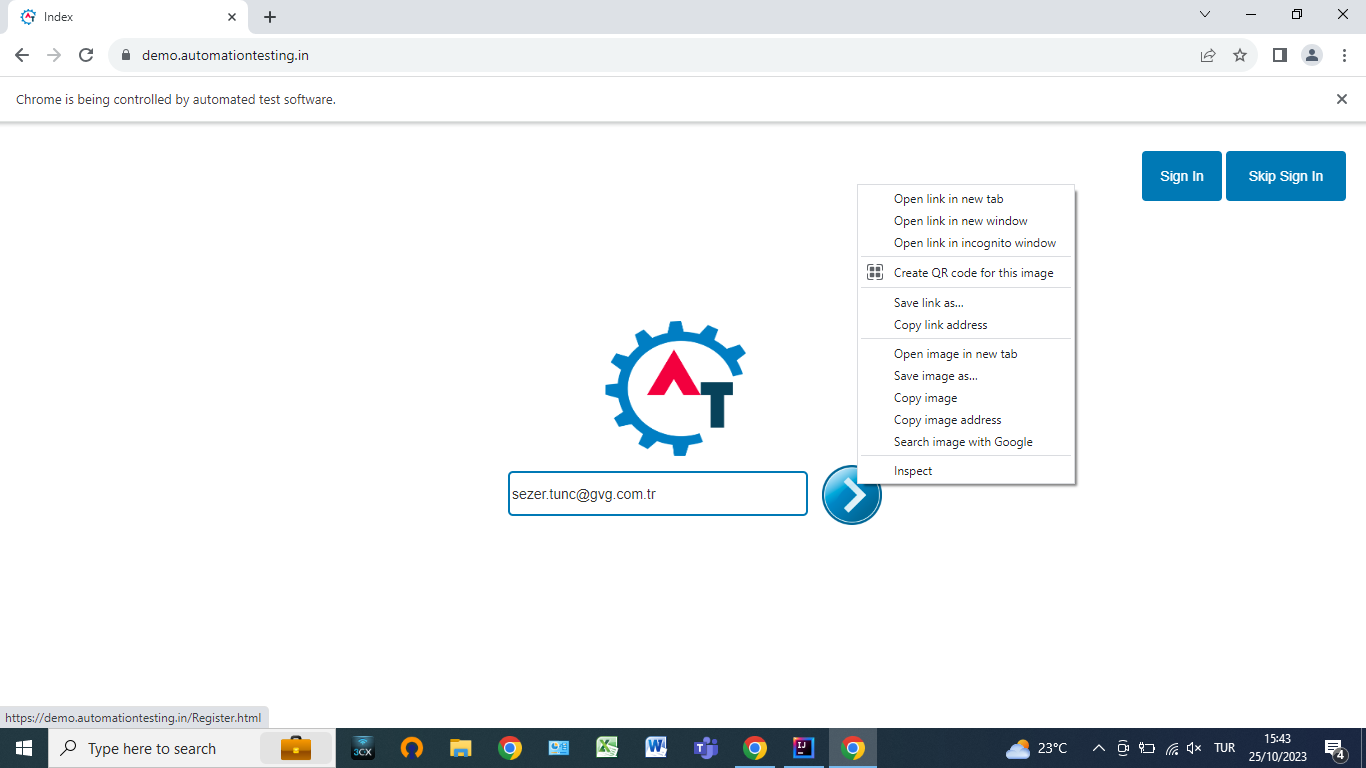 Index
demo.automationtesting.in
Chrome is being controlled by automated test software.
Sign In
Skip Sign In
Open link in new tab
Open link in new window
Open link in incognito window
Create QR code for this image
Save link as...
Copy link address
Open image in new tab
Save image as...
Copy image
Copy image address
Search image with Google
Inspect
AT
sezer.tunc@gvg.com.tr
https://demo.automationtesting.in/Register.html
Type here to search
3CX
23°C
TUR
15:43
25/10/2023
4